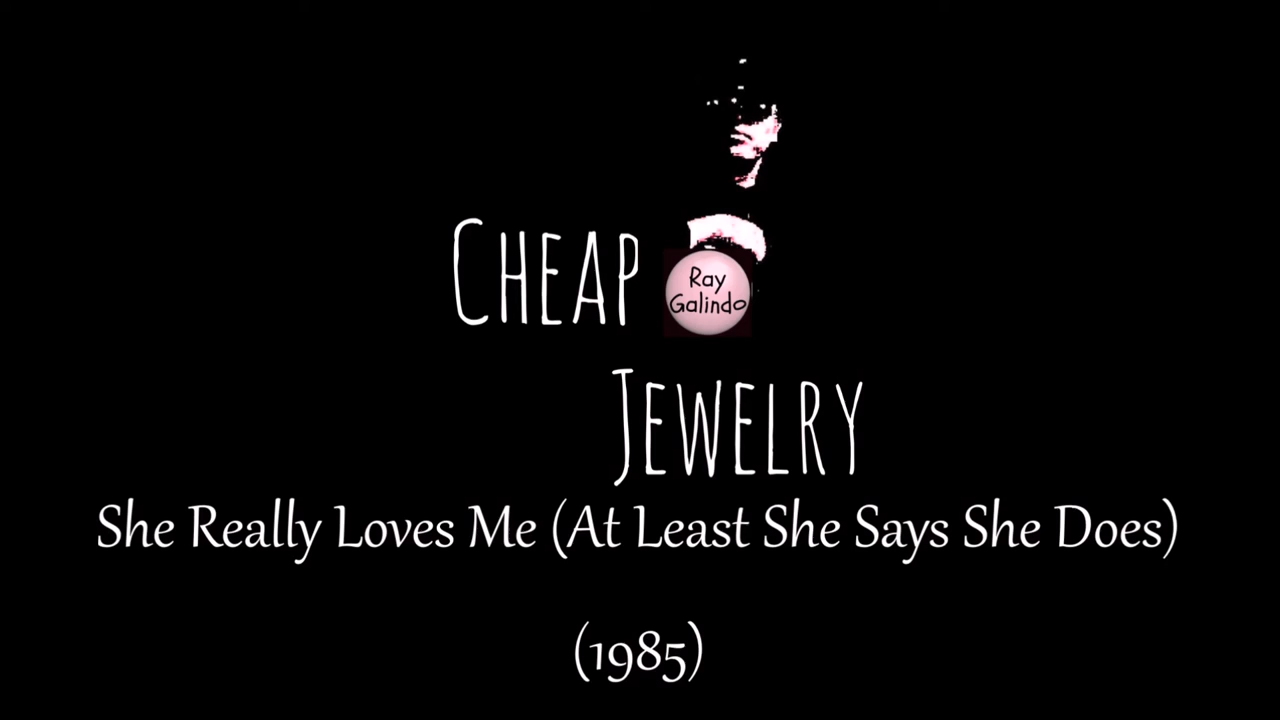 Cheap
Ray
Galindo
Jewelry
She Really Loves Me (At Least She Says She Does)
(1985)